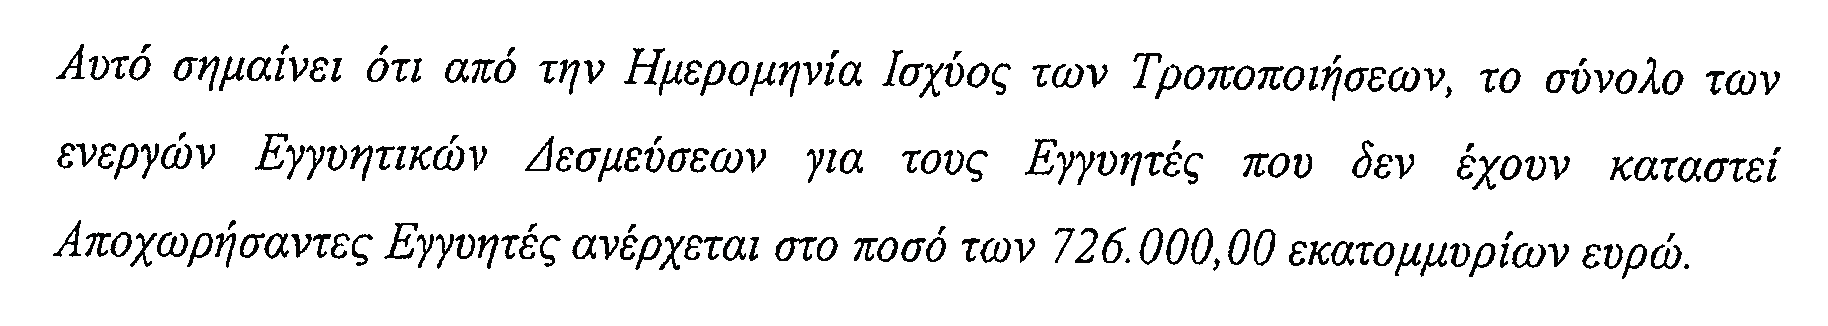 Αυτό σημαίνει ότι από την Ημερομηνία Ισχύος των Τροποποιήσεων, το σύνολο των
ενεργών Εγγυητικών Δεσμεύσεων για τους Εγγυητές που δεν έχουν καταστεί
Αποχωρήσαντες Εγγυητές ανέρχεται στο ποσό των 726.000,00 εκατομμυρίων ευρώ.